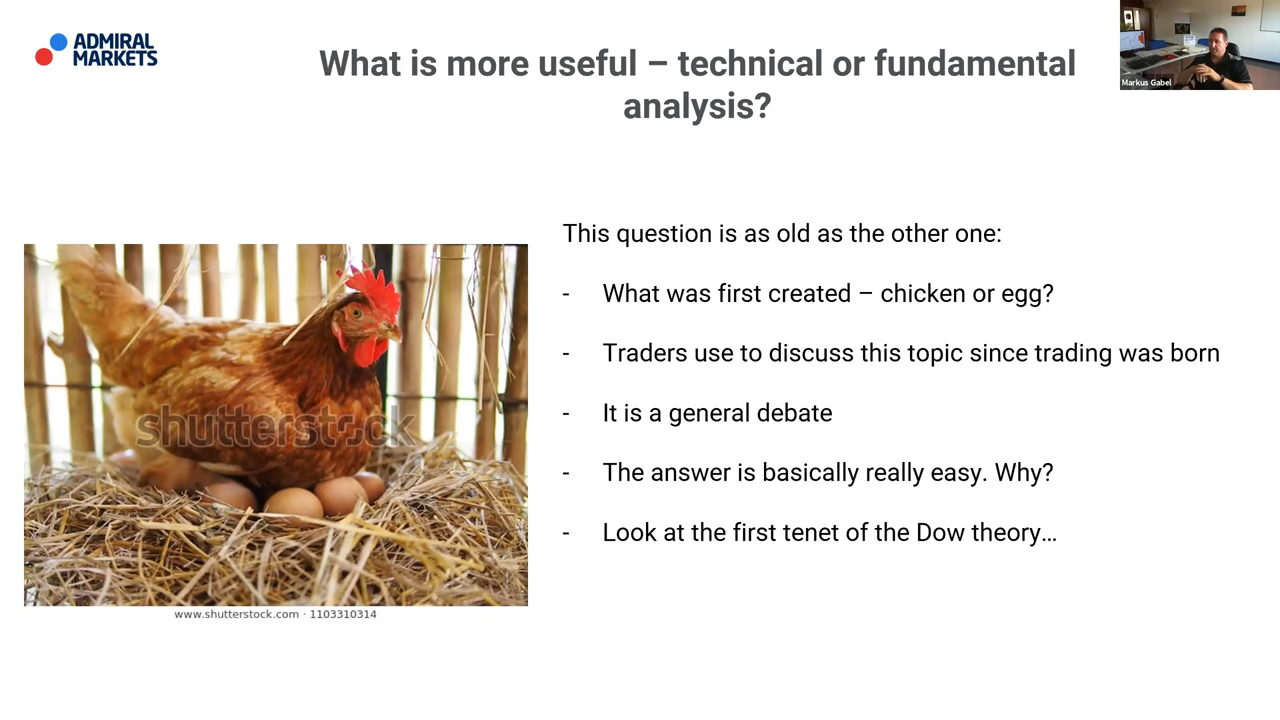 ADMIRAL
MARKETS
What is more useful – technical or fundamental
analysis?
Markus Gabel
This question is as old as the other one:
- What was first created – chicken or egg?
- Traders use to discuss this topic since trading was born
- It is a general debate
- The answer is basically really easy. Why?
- Look at the first tenet of the Dow theory…
shutterstock
www.shutterstock.com · 1103310314